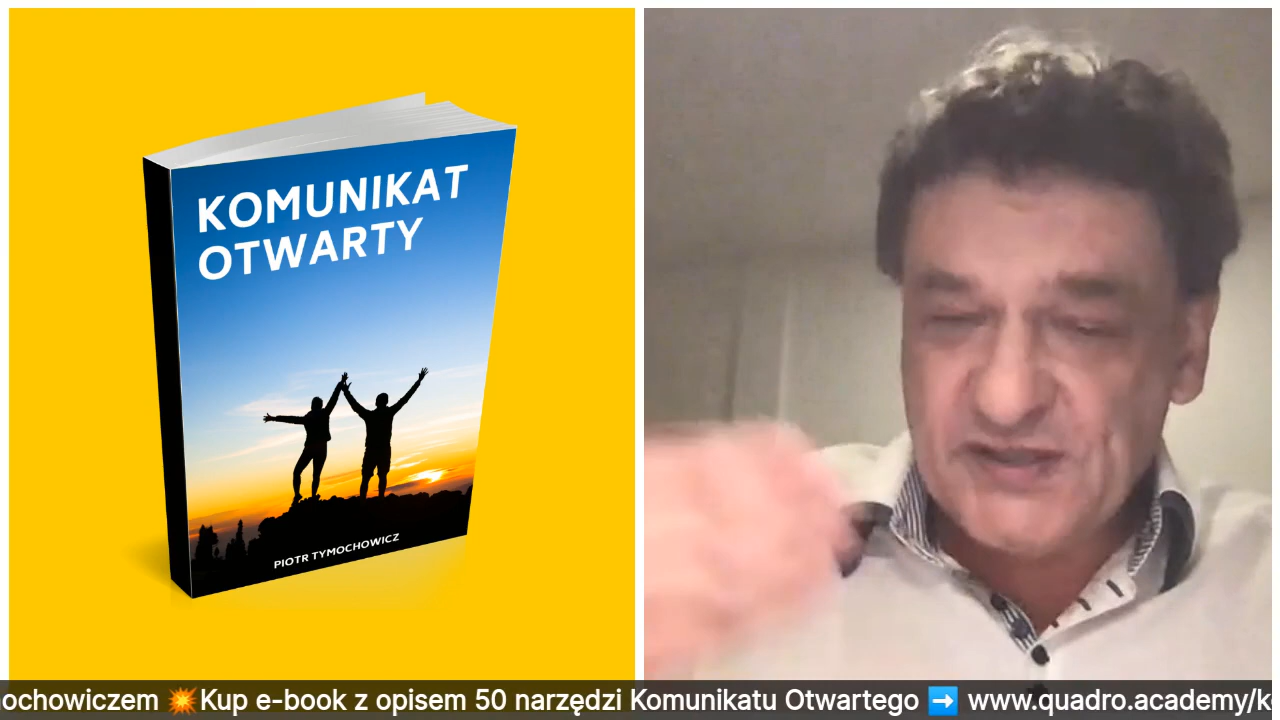 KOMUNIKAT
OTWARTY
PIOTR TYMOCHOWICZ
ochowiczem 💥Kup e-book z opisem 50 narzędzi Komunikatu Otwartego ➡️ www.quadro.academy/k